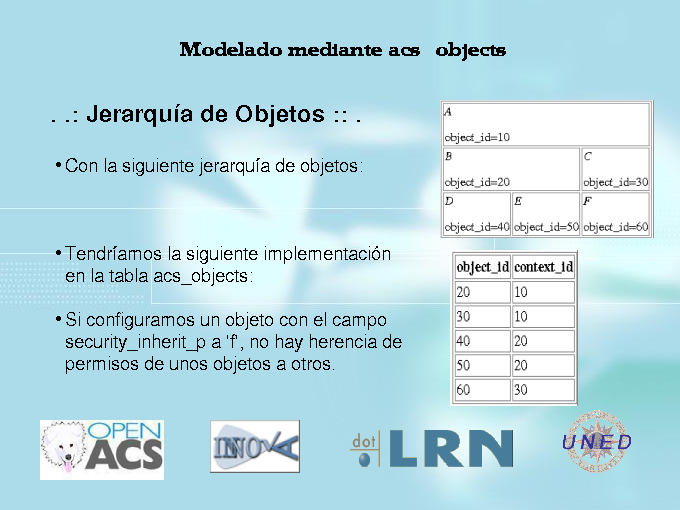 Modelado mediante acs objects
. .: Jerarquía de Objetos :: .
•Con la siguiente jerarquía de objetos:
A
object_id=10
B C
object_id=20 object_id=30
D E F
object_id=40 object_id=50 object_id=60
•Tendríamos la siguiente implementación
en la tabla acs_objects:
•Si configuramos un objeto con el campo
security_inherit_p a 'f', no hay herencia de
permisos de unos objetos a otros.
object_id context_id
20 10
30 10
40 20
50 20
60 30
OPEN
ACS
INNOVA
dot
LRN
UNED